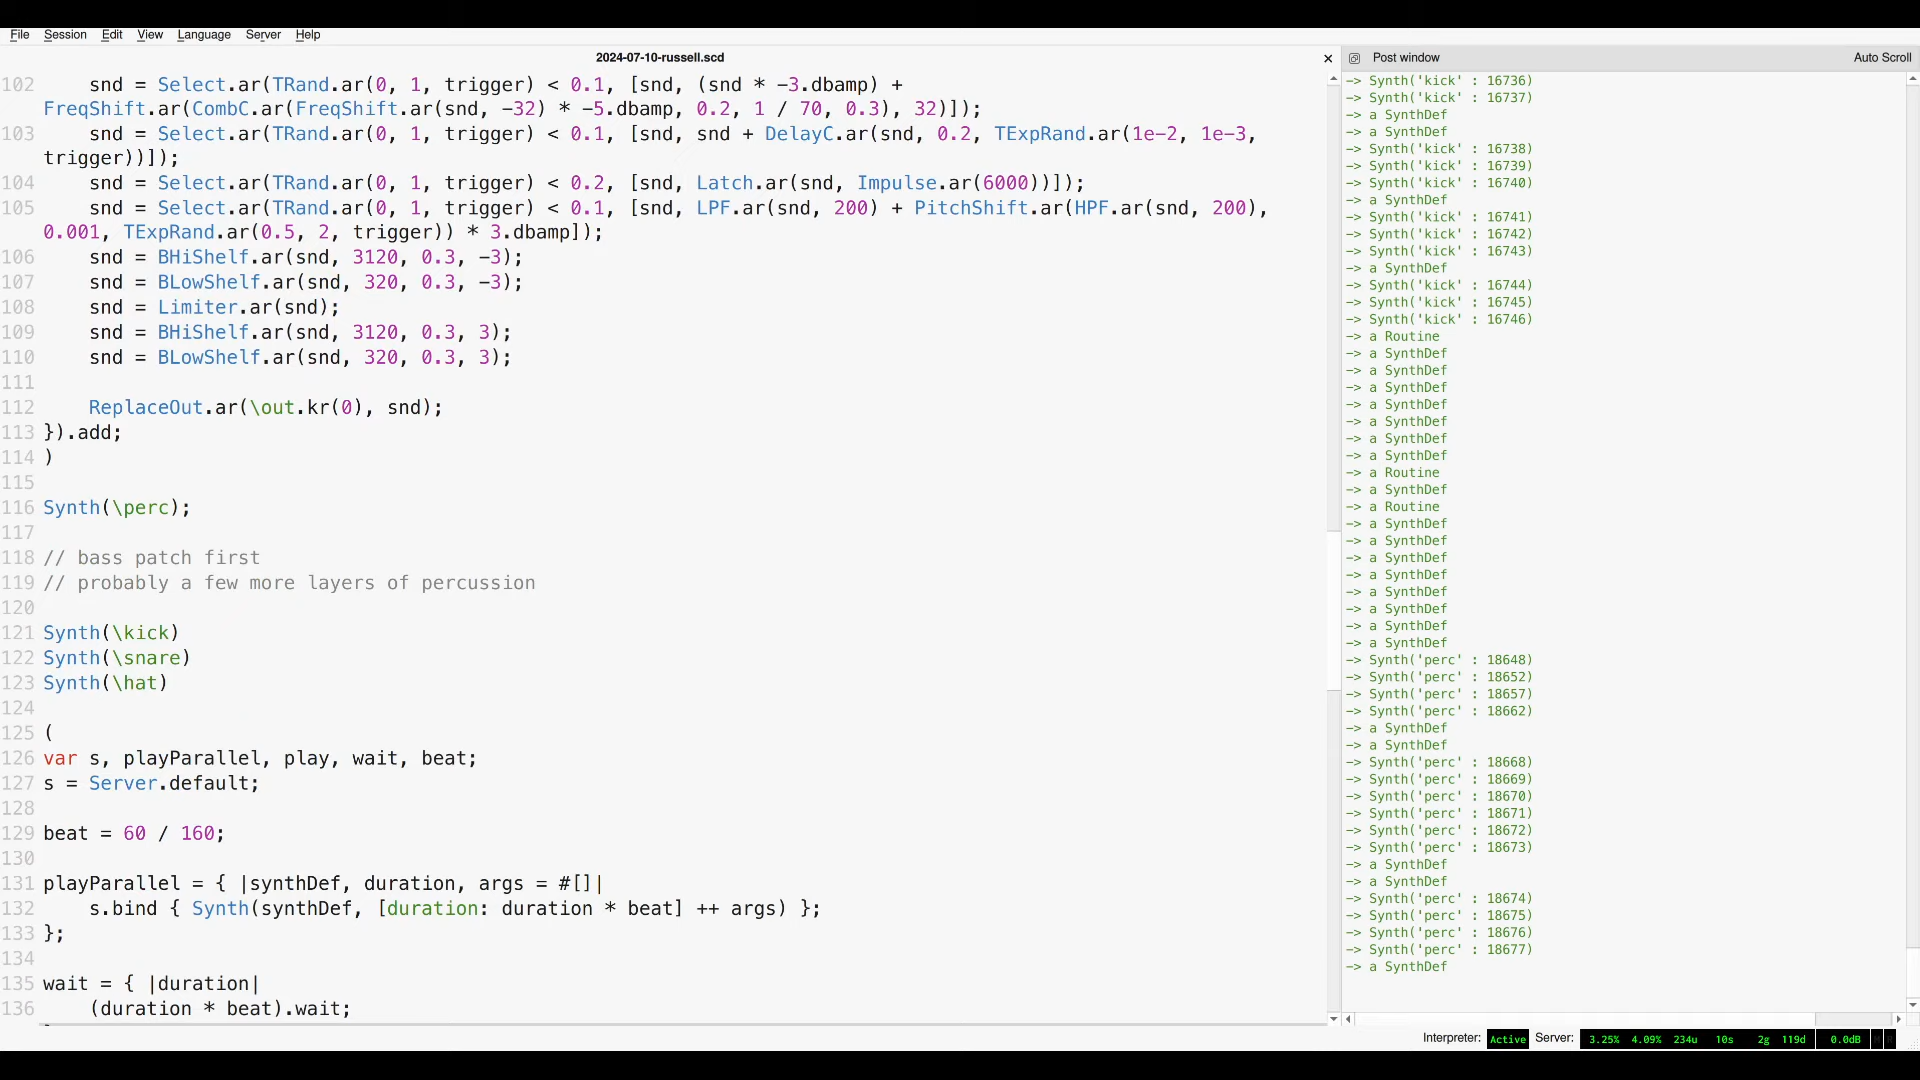 File Session Edit View Language Server Help
2024-07-10-russell.scd
102     snd = Select.ar(TRand.ar(0, 1, trigger) < 0.1, [snd, (snd * -3.dbamp) +
FreqShift.ar(CombC.ar(FreqShift.ar(snd, -32) * -5.dbamp, 0.2, 1 / 70, 0.3), 32)]);
103     snd = Select.ar(TRand.ar(0, 1, trigger) < 0.1, [snd, snd + DelayC.ar(snd, 0.2, TExpRand.ar(1e-2, 1e-3,
trigger))]);
104     snd = Select.ar(TRand.ar(0, 1, trigger) < 0.2, [snd, Latch.ar(snd, Impulse.ar(6000))]);
105     snd = Select.ar(TRand.ar(0, 1, trigger) < 0.1, [snd, LPF.ar(snd, 200) + PitchShift.ar(HPF.ar(snd, 200),
0.001, TExpRand.ar(0.5, 2, trigger)) * 3.dbamp]);
106     snd = BHiShelf.ar(snd, 3120, 0.3, -3);
107     snd = BLowShelf.ar(snd, 320, 0.3, -3);
108     snd = Limiter.ar(snd);
109     snd = BHiShelf.ar(snd, 3120, 0.3, 3);
110     snd = BLowShelf.ar(snd, 320, 0.3, 3);
111
112     ReplaceOut.ar(\out.kr(0), snd);
113 }).add;
114 )
115
116 Synth(\perc);
117
118 // bass patch first
119 // probably a few more layers of percussion
120
121 Synth(\kick)
122 Synth(\snare)
123 Synth(\hat)
124
125 (
126 var s, playParallel, play, wait, beat;
127 s = Server.default;
128
129 beat = 60 / 160;
130
131 playParallel = { |synthDef, duration, args = #[]|
132     s.bind { Synth(synthDef, [duration: duration * beat] ++ args) };
133 };
134
135 wait = { |duration|
136     (duration * beat).wait;
Post window Auto Scroll
-> Synth('kick' : 16736)
-> Synth('kick' : 16737)
-> a SynthDef
-> a SynthDef
-> Synth('kick' : 16738)
-> Synth('kick' : 16739)
-> Synth('kick' : 16740)
-> a SynthDef
-> Synth('kick' : 16741)
-> Synth('kick' : 16742)
-> Synth('kick' : 16743)
-> a SynthDef
-> Synth('kick' : 16744)
-> Synth('kick' : 16745)
-> Synth('kick' : 16746)
-> a Routine
-> a SynthDef
-> a SynthDef
-> a SynthDef
-> a SynthDef
-> a SynthDef
-> a SynthDef
-> a SynthDef
-> a Routine
-> a SynthDef
-> a Routine
-> a SynthDef
-> a SynthDef
-> a SynthDef
-> a SynthDef
-> a SynthDef
-> a SynthDef
-> a SynthDef
-> a SynthDef
-> Synth('perc' : 18648)
-> Synth('perc' : 18652)
-> Synth('perc' : 18657)
-> Synth('perc' : 18662)
-> a SynthDef
-> a SynthDef
-> Synth('perc' : 18668)
-> Synth('perc' : 18669)
-> Synth('perc' : 18670)
-> Synth('perc' : 18671)
-> Synth('perc' : 18672)
-> Synth('perc' : 18673)
-> a SynthDef
-> a SynthDef
-> Synth('perc' : 18674)
-> Synth('perc' : 18675)
-> Synth('perc' : 18676)
-> Synth('perc' : 18677)
-> a SynthDef
Interpreter: Active Server: 3.25% 4.09% 234u 10s 2g 119d 0.0dB